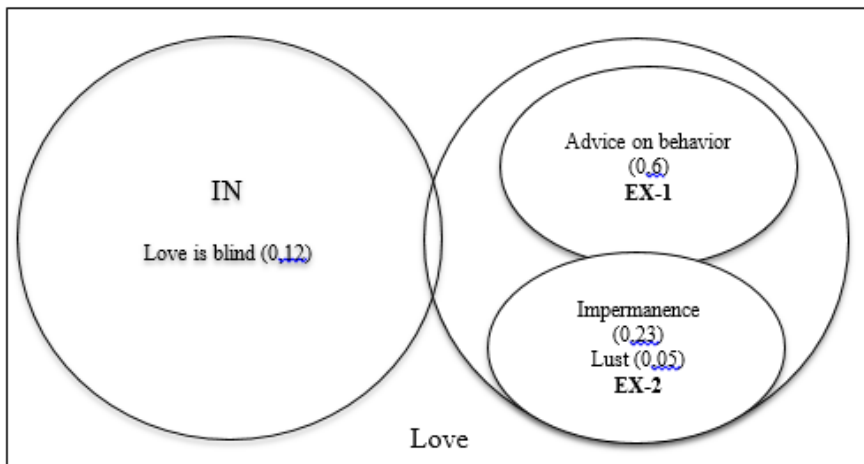 IN
Love is blind (0,12)
Advice on behavior
(0,6)
EX-1
Impermanence
(0,23)
Lust (0,05)
EX-2
Love